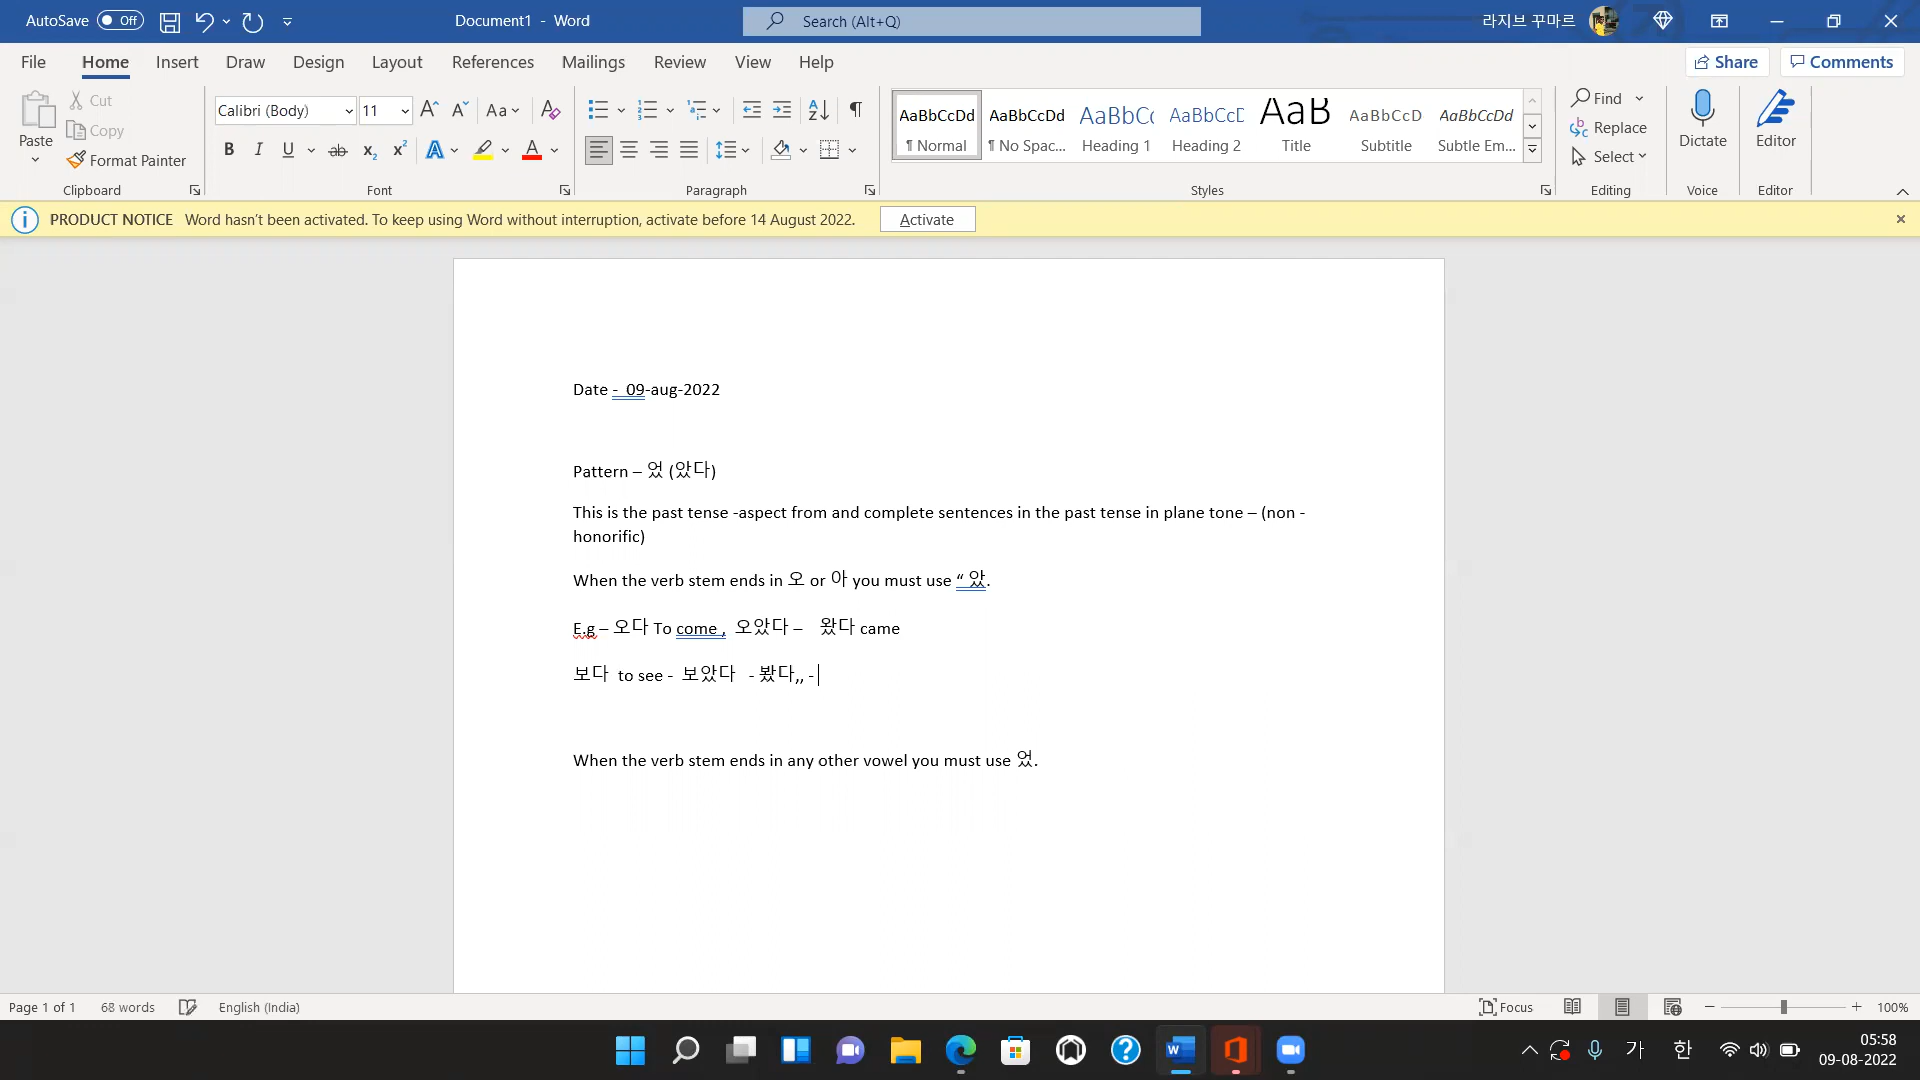 AutoSave Off Document1 - Word Search (Alt+Q) 라지브 꾸마르
File Home Insert Draw Design Layout References Mailings Review View Help Share Comments
Paste Cut Copy Format Painter Clipboard
Calibri (Body) 11 Aa
B I U ab x₂ x² A A
Font
Paragraph
AaBbCcDd AaBbCcDd AaBbCc AaBbCcC AaB AaBbCcD AaBbCcDd
¶ Normal ¶ No Spac... Heading 1 Heading 2 Title Subtitle Subtle Em...
Styles
Find Replace Select Editing
Dictate Voice
Editor Editor
PRODUCT NOTICE Word hasn't been activated. To keep using Word without interruption, activate before 14 August 2022. Activate
Date - 09-aug-2022
Pattern – 었 (았다)
This is the past tense -aspect from and complete sentences in the past tense in plane tone – (non -
honorific)
When the verb stem ends in 오 or 아 you must use “ 았.
E.g – 오다 To come , 오았다 – 왔다 came
보다 to see - 보았다 - 봤다,, -
When the verb stem ends in any other vowel you must use 었.
Page 1 of 1 68 words English (India) Focus 100%
가 한 05:58
09-08-2022